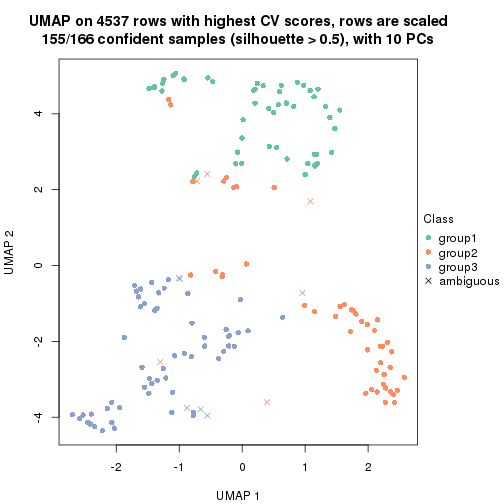 UMAP on 4537 rows with highest CV scores, rows are scaled
155/166 confident samples (silhouette > 0.5), with 10 PCs
4
2
0
-2
-4
UMAP 2
-2
-1
0
1
2
UMAP 1
Class
group1
group2
group3
ambiguous